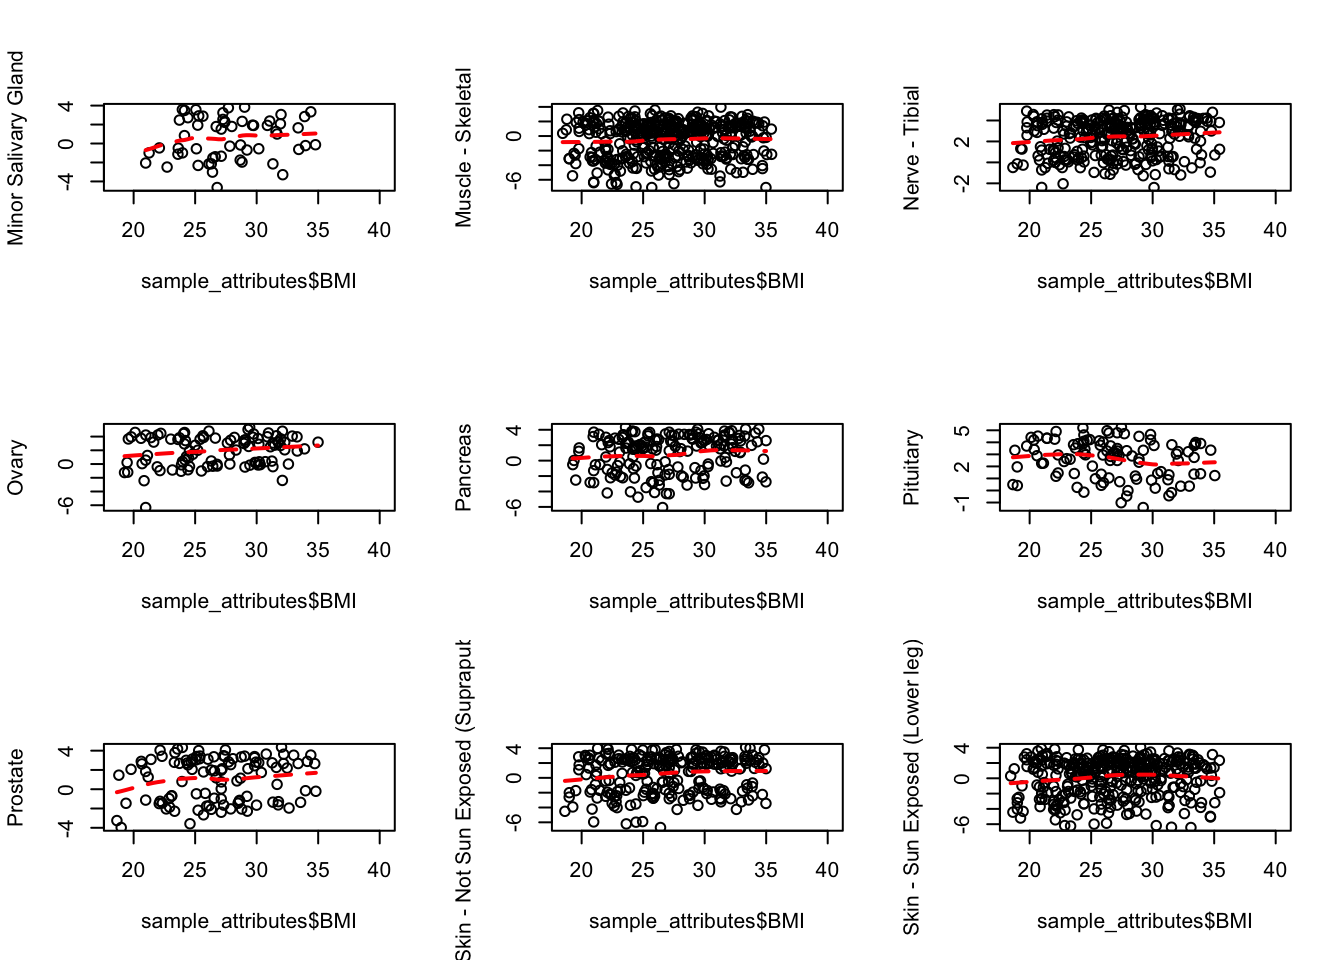 Minor Salivary Gland
4
0
-4
20 25 30 35 40
sample_attributes$BMI
Muscle - Skeletal
0
-6
20 25 30 35 40
sample_attributes$BMI
Nerve - Tibial
2
-2
20 25 30 35 40
sample_attributes$BMI
Ovary
0
-6
20 25 30 35 40
sample_attributes$BMI
Pancreas
4
0
-6
20 25 30 35 40
sample_attributes$BMI
Pituitary
5
2
-1
20 25 30 35 40
sample_attributes$BMI
Prostate
4
0
-4
20 25 30 35 40
sample_attributes$BMI
Skin - Not Sun Exposed (Suprapub
4
0
-6
20 25 30 35 40
sample_attributes$BMI
Skin - Sun Exposed (Lower leg)
4
0
-6
20 25 30 35 40
sample_attributes$BMI